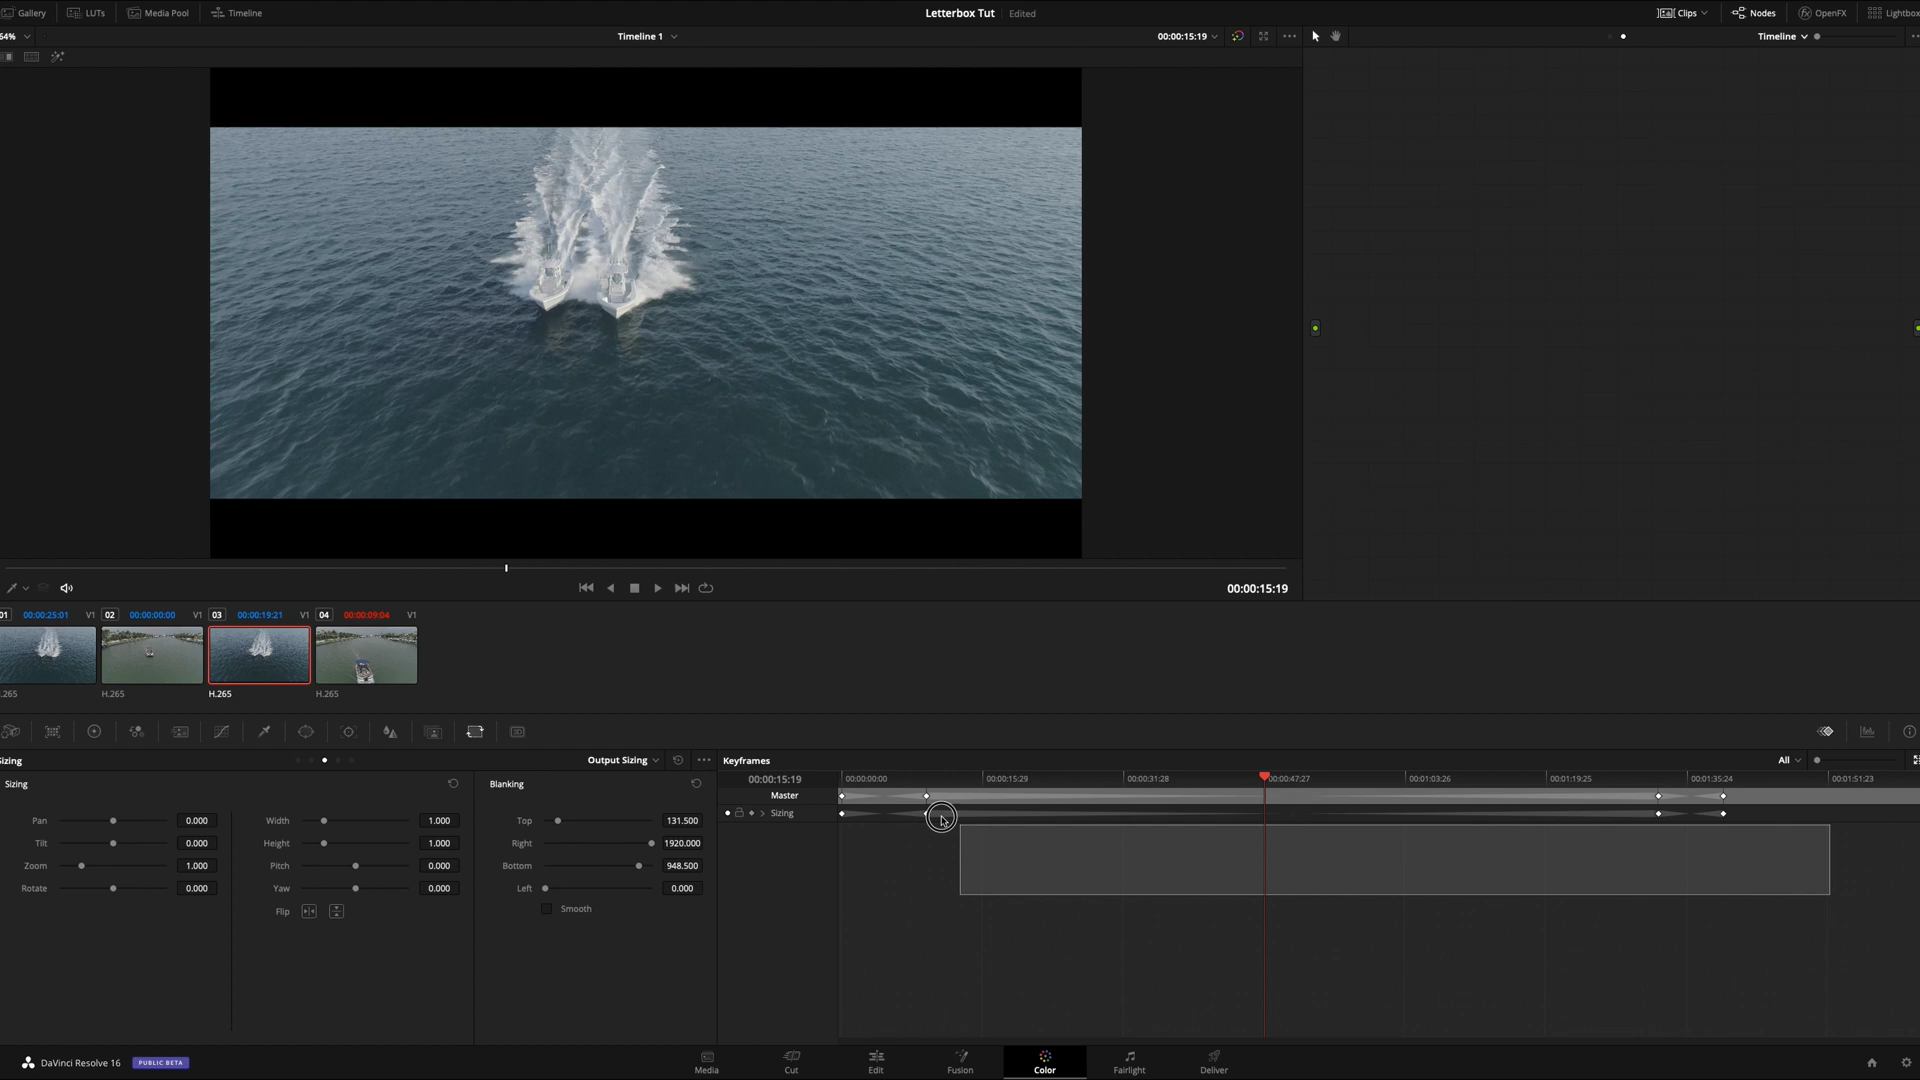 Gallery LUTs Media Pool Timeline Letterbox Tut Edited Clips Nodes OpenFX Lightbox
64% Timeline 1 00:00:15:19 Timeline
00:00:15:19
01 00:00:25:01 V1 02 00:00:00:00 V1 03 00:00:19:21 V1 04 00:00:09:04 V1
.265 H.265 H.265 H.265
Sizing Output Sizing Keyframes All
Sizing Blanking
00:00:15:19 00:00:00:00 00:00:15:29 00:00:31:28 00:00:47:27 00:01:03:26 00:01:19:25 00:01:35:24 00:01:51:23
Master
Sizing
Pan 0.000 Width 1.000 Top 131.500
Tilt 0.000 Height 1.000 Right 1920.000
Zoom 1.000 Pitch 0.000 Bottom 948.500
Rotate 0.000 Yaw 0.000 Left 0.000
Flip Smooth
DaVinci Resolve 16 PUBLIC BETA
Media Cut Edit Fusion Color Fairlight Deliver